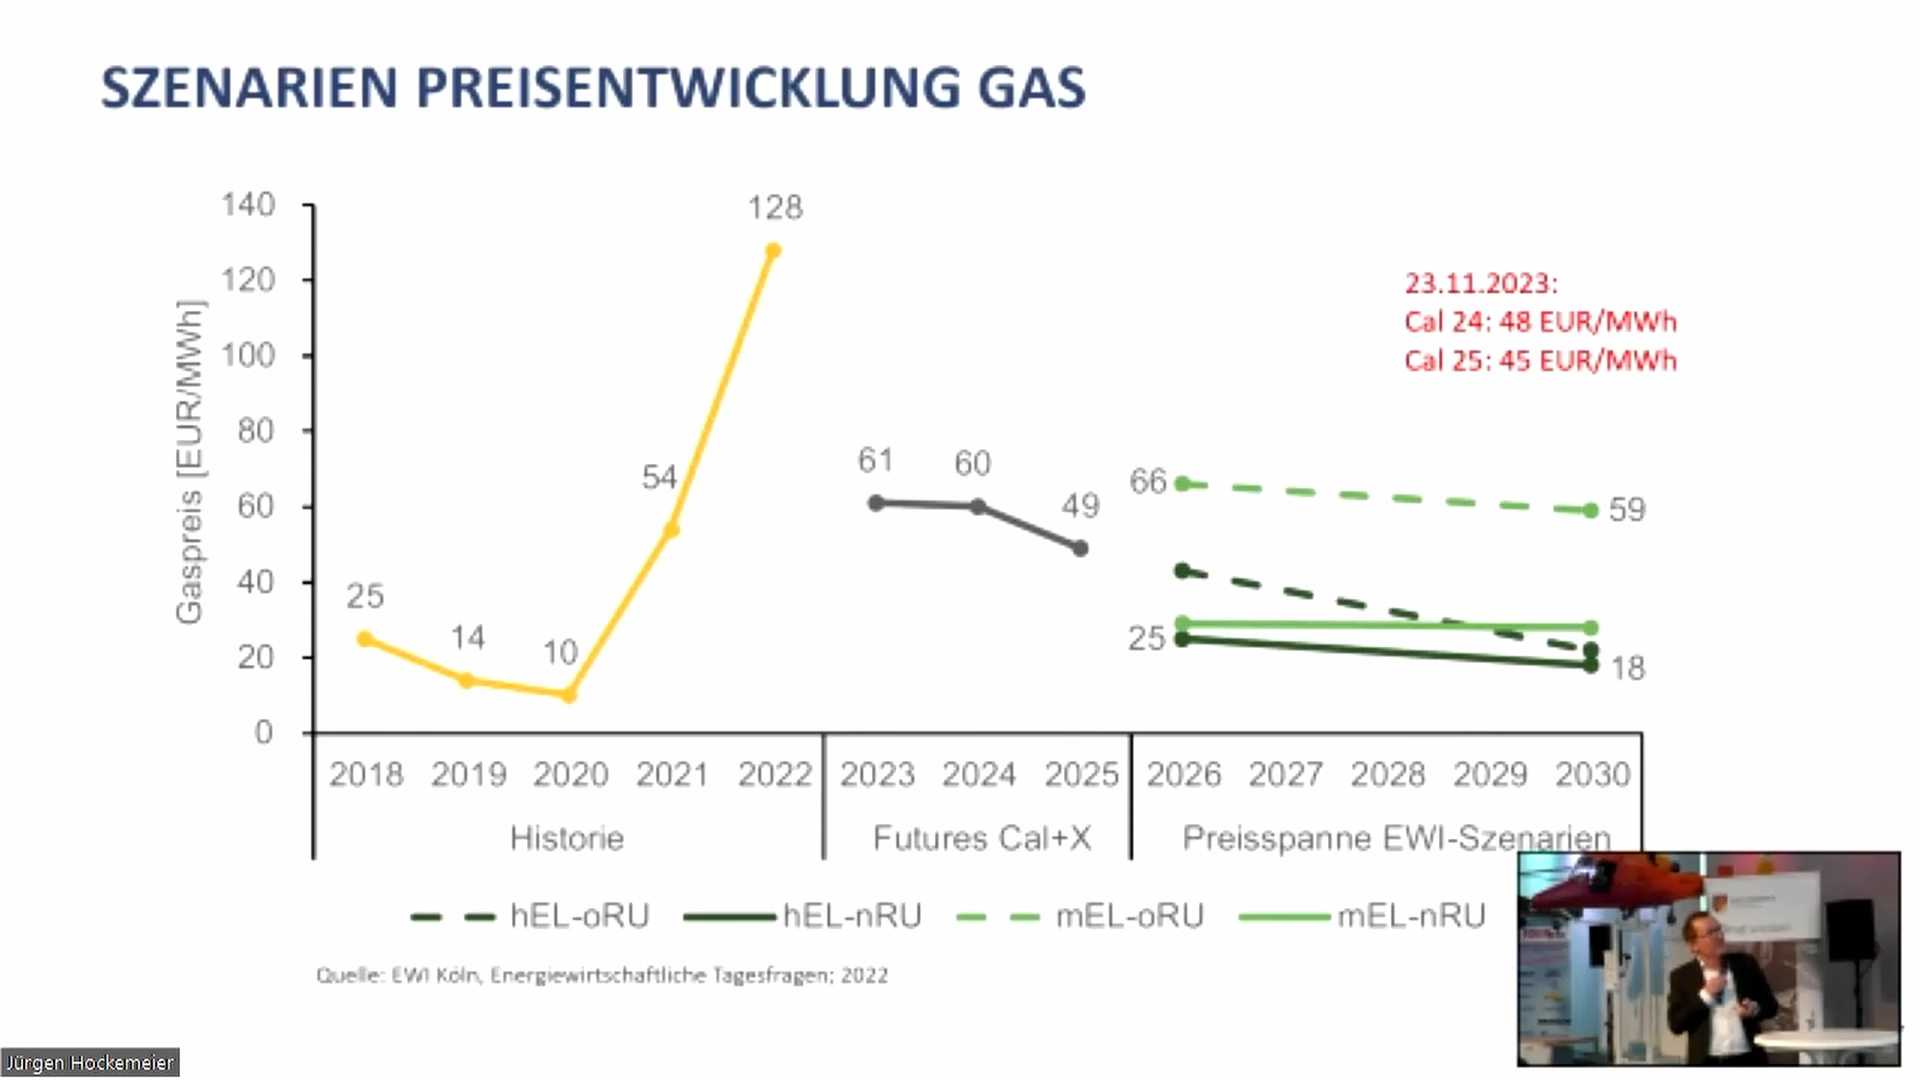 SZENARIEN PREISENTWICKLUNG GAS
Gaspreis [EUR/MWh]
140
120
100
80
60
40
20
0
25
14
10
54
128
61
60
49
66
59
25
18
23.11.2023:
Cal 24: 48 EUR/MWh
Cal 25: 45 EUR/MWh
2018 2019 2020 2021 2022 2023 2024 2025 2026 2027 2028 2029 2030
Historie Futures Cal+X Preisspanne EWI-Szenarien
hEL-oRU hEL-nRU mEL-oRU mEL-nRU
Quelle: EWI Köln, Energiewirtschaftliche Tagesfragen; 2022
Jürgen Hockemeier